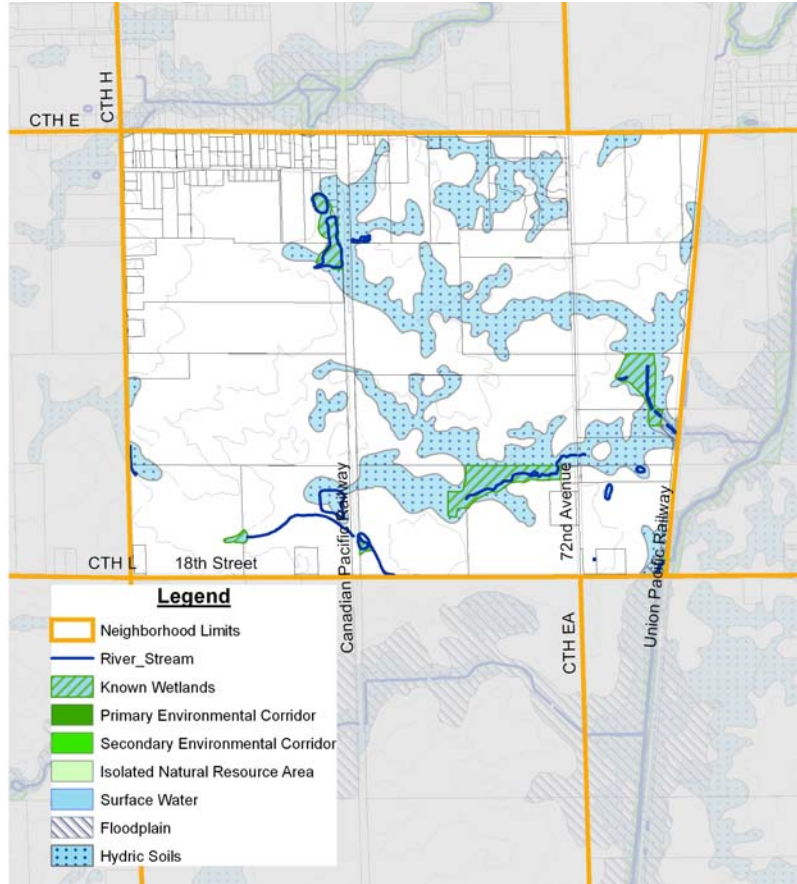 CTH H
CTH E
72nd Avenue
Canadian Pacific Railway
Union Pacific Railway
CTH L
18th Street
CTH EA
Legend
Neighborhood Limits
River_Stream
Known Wetlands
Primary Environmental Corridor
Secondary Environmental Corridor
Isolated Natural Resource Area
Surface Water
Floodplain
Hydric Soils